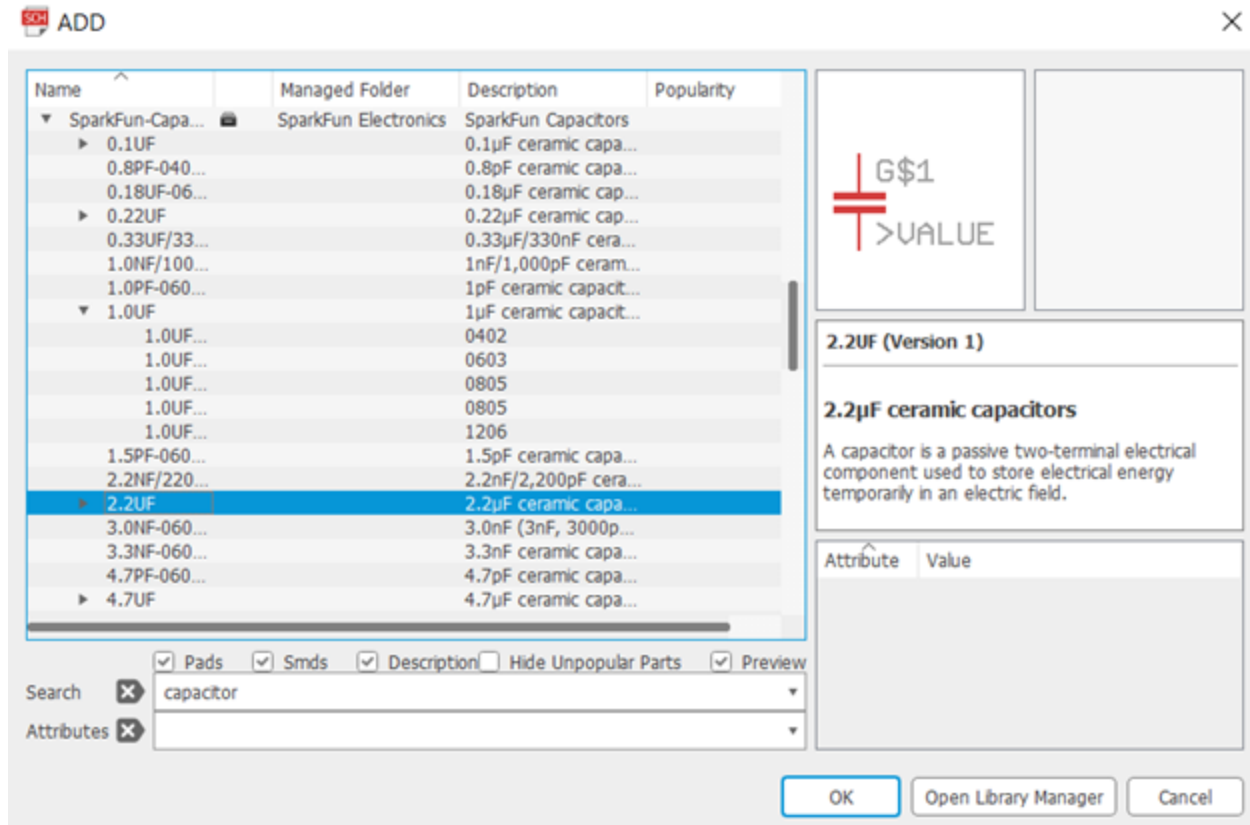 SCH ADD
Name Managed Folder Description Popularity
SparkFun-Capa... SparkFun Electronics SparkFun Capacitors
0.1UF 0.1µF ceramic capa...
0.8PF-040... 0.8pF ceramic capa...
0.18UF-06... 0.18µF ceramic cap...
0.22UF 0.22µF ceramic cap...
0.33UF/33... 0.33µF/330nF cera...
1.0NF/100... 1nF/1,000pF ceram...
1.0PF-060... 1pF ceramic capacit...
1.0UF 1µF ceramic capacit...
1.0UF... 0402
1.0UF... 0603
1.0UF... 0805
1.0UF... 0805
1.0UF... 1206
1.5PF-060... 1.5pF ceramic capa...
2.2NF/220... 2.2nF/2,200pF cera...
2.2UF 2.2µF ceramic capa...
3.0NF-060... 3.0nF (3nF, 3000p...
3.3NF-060... 3.3nF ceramic capa...
4.7PF-060... 4.7pF ceramic capa...
4.7UF 4.7µF ceramic capa...
Pads Smds Description Hide Unpopular Parts Preview
Search capacitor
Attributes
G$1
>VALUE
2.2UF (Version 1)
2.2µF ceramic capacitors
A capacitor is a passive two-terminal electrical
component used to store electrical energy
temporarily in an electric field.
Attribute Value
OK Open Library Manager Cancel